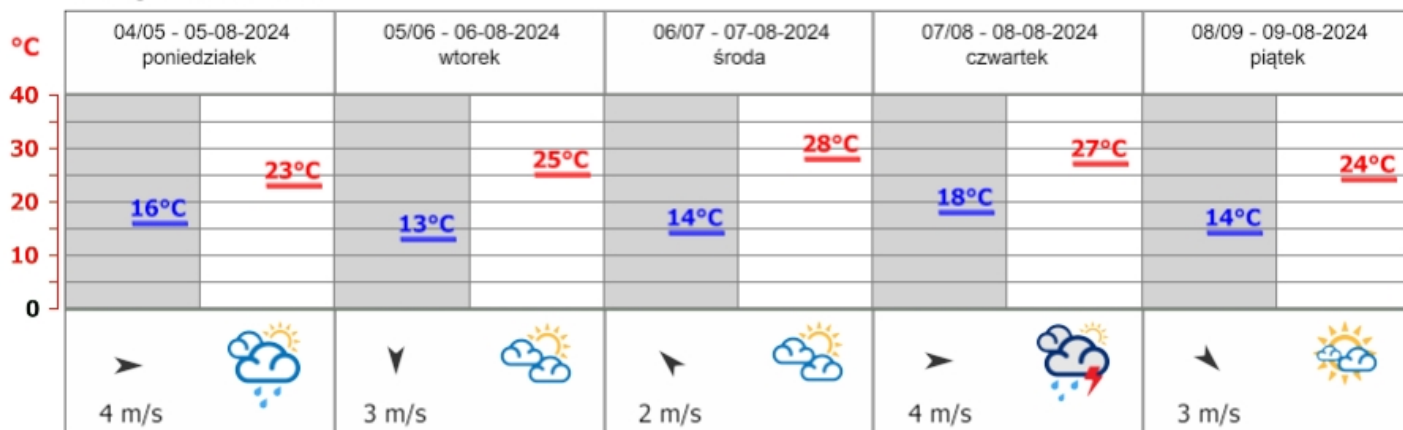 04/05 - 05-08-2024 05/06 - 06-08-2024 06/07 - 07-08-2024 07/08 - 08-08-2024 08/09 - 09-08-2024
°C poniedziałek wtorek środa czwartek piątek
40
30
20
10
0
23°C 25°C 28°C 27°C 24°C
16°C 13°C 14°C 18°C 14°C
4 m/s 3 m/s 2 m/s 4 m/s 3 m/s